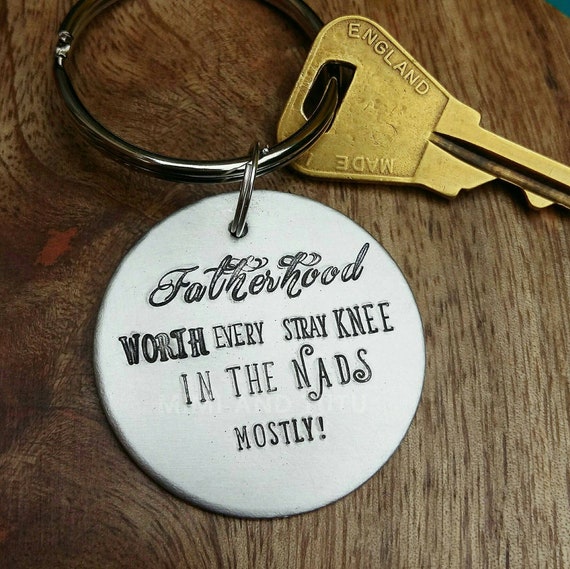 ENGLAND
MADE
Fatherhood
WORTH EVERY STRAY KNEE
IN THE NADS
MOSTLY!